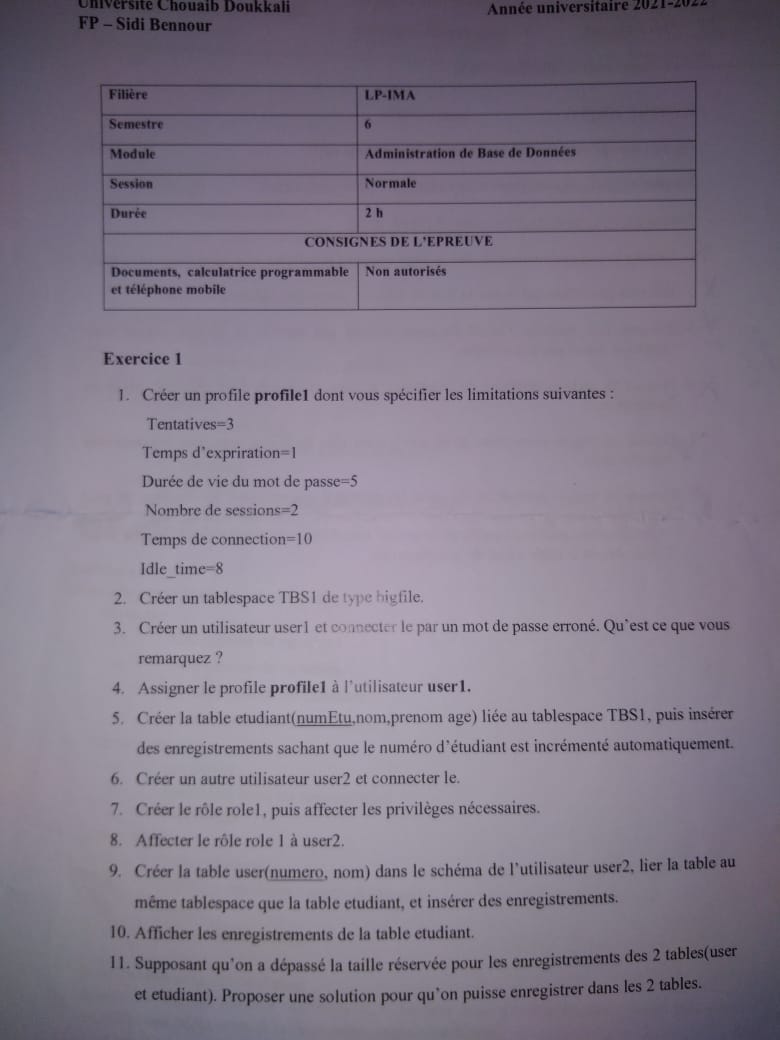 Université Chouaib Doukkali
Année universitaire 2021-2022
FP – Sidi Bennour
Filière LP-IMA
Semestre 6
Module Administration de Base de Données
Session Normale
Durée 2 h
CONSIGNES DE L'EPREUVE
Documents, calculatrice programmable Non autorisés
et téléphone mobile
Exercice 1
1. Créer un profile profile1 dont vous spécifier les limitations suivantes :
Tentatives=3
Temps d'expriration=1
Durée de vie du mot de passe=5
Nombre de sessions=2
Temps de connection=10
Idle_time=8
2. Créer un tablespace TBS1 de type bigfile.
3. Créer un utilisateur user1 et connecter le par un mot de passe erroné. Qu'est ce que vous
remarquez ?
4. Assigner le profile profile1 à l'utilisateur user1.
5. Créer la table etudiant(numEtu,nom,prenom age) liée au tablespace TBS1, puis insérer
des enregistrements sachant que le numéro d'étudiant est incrémenté automatiquement.
6. Créer un autre utilisateur user2 et connecter le.
7. Créer le rôle role1, puis affecter les privilèges nécessaires.
8. Affecter le rôle role 1 à user2.
9. Créer la table user(numero, nom) dans le schéma de l'utilisateur user2, lier la table au
même tablespace que la table etudiant, et insérer des enregistrements.
10. Afficher les enregistrements de la table etudiant.
11. Supposant qu'on a dépassé la taille réservée pour les enregistrements des 2 tables(user
et etudiant). Proposer une solution pour qu'on puisse enregistrer dans les 2 tables.